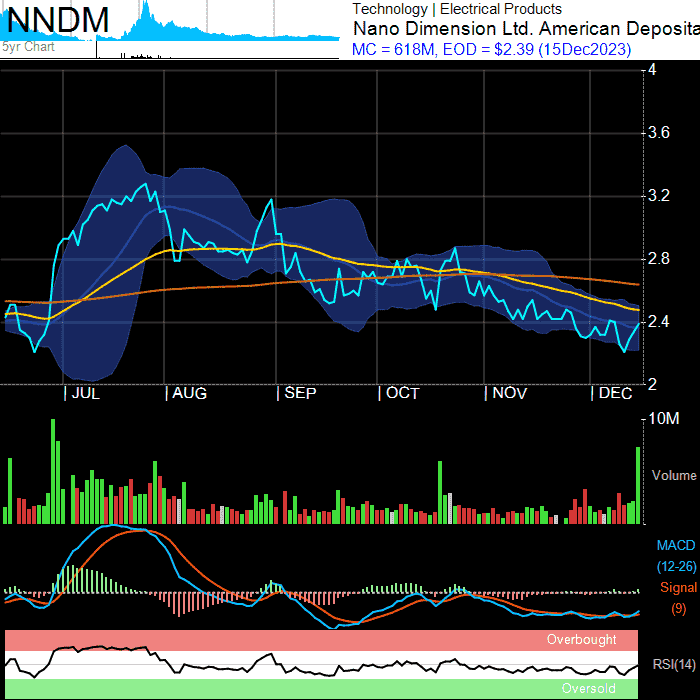 NNDM
5yr Chart
Technology | Electrical Products
Nano Dimension Ltd. American Deposita
MC = 618M, EOD = $2.39 (15Dec2023)
4
3.6
3.2
2.8
2.4
2
JUL AUG SEP OCT NOV DEC
10M
Volume
MACD
(12-26)
Signal
(9)
Overbought
RSI(14)
Oversold